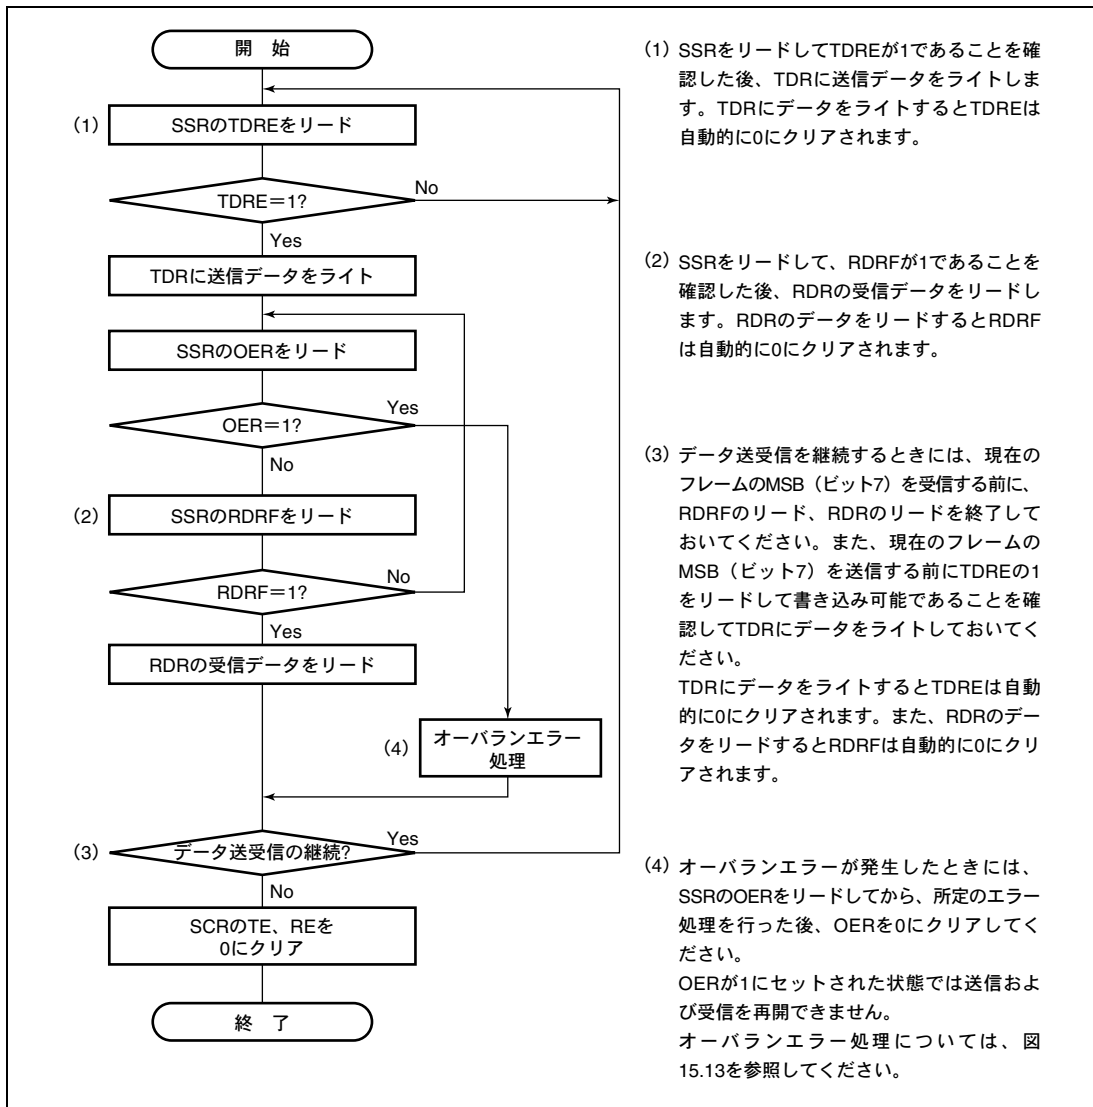 開　始
(1)
SSRのTDREをリード
TDRE＝1?
No
Yes
TDRに送信データをライト
SSRのOERをリード
OER＝1?
Yes
No
(2)
SSRのRDRFをリード
RDRF＝1?
No
Yes
RDRの受信データをリード
(4)
オーバランエラー
処理
(3)
データ送受信の継続?
Yes
No
SCRのTE、REを
0にクリア
終　了
(1) SSRをリードしてTDREが1であることを確
認した後、TDRに送信データをライトしま
す。TDRにデータをライトするとTDREは
自動的に0にクリアされます。
(2) SSRをリードして、RDRFが1であることを
確認した後、RDRの受信データをリードし
ます。RDRのデータをリードするとRDRF
は自動的に0にクリアされます。
(3) データ送受信を継続するときには、現在の
フレームのMSB（ビット7）を受信する前に、
RDRFのリード、RDRのリードを終了して
おいてください。また、現在のフレームの
MSB（ビット7）を送信する前にTDREの1
をリードして書き込み可能であることを確
認してTDRにデータをライトしておいてく
ださい。
TDRにデータをライトするとTDREは自動
的に0にクリアされます。また、RDRのデー
タをリードするとRDRFは自動的に0にクリ
アされます。
(4) オーバランエラーが発生したときには、
SSRのOERをリードしてから、所定のエラー
処理を行った後、OERを0にクリアしてく
ださい。
OERが1にセットされた状態では送信およ
び受信を再開できません。
オーバランエラー処理については、図
15.13を参照してください。